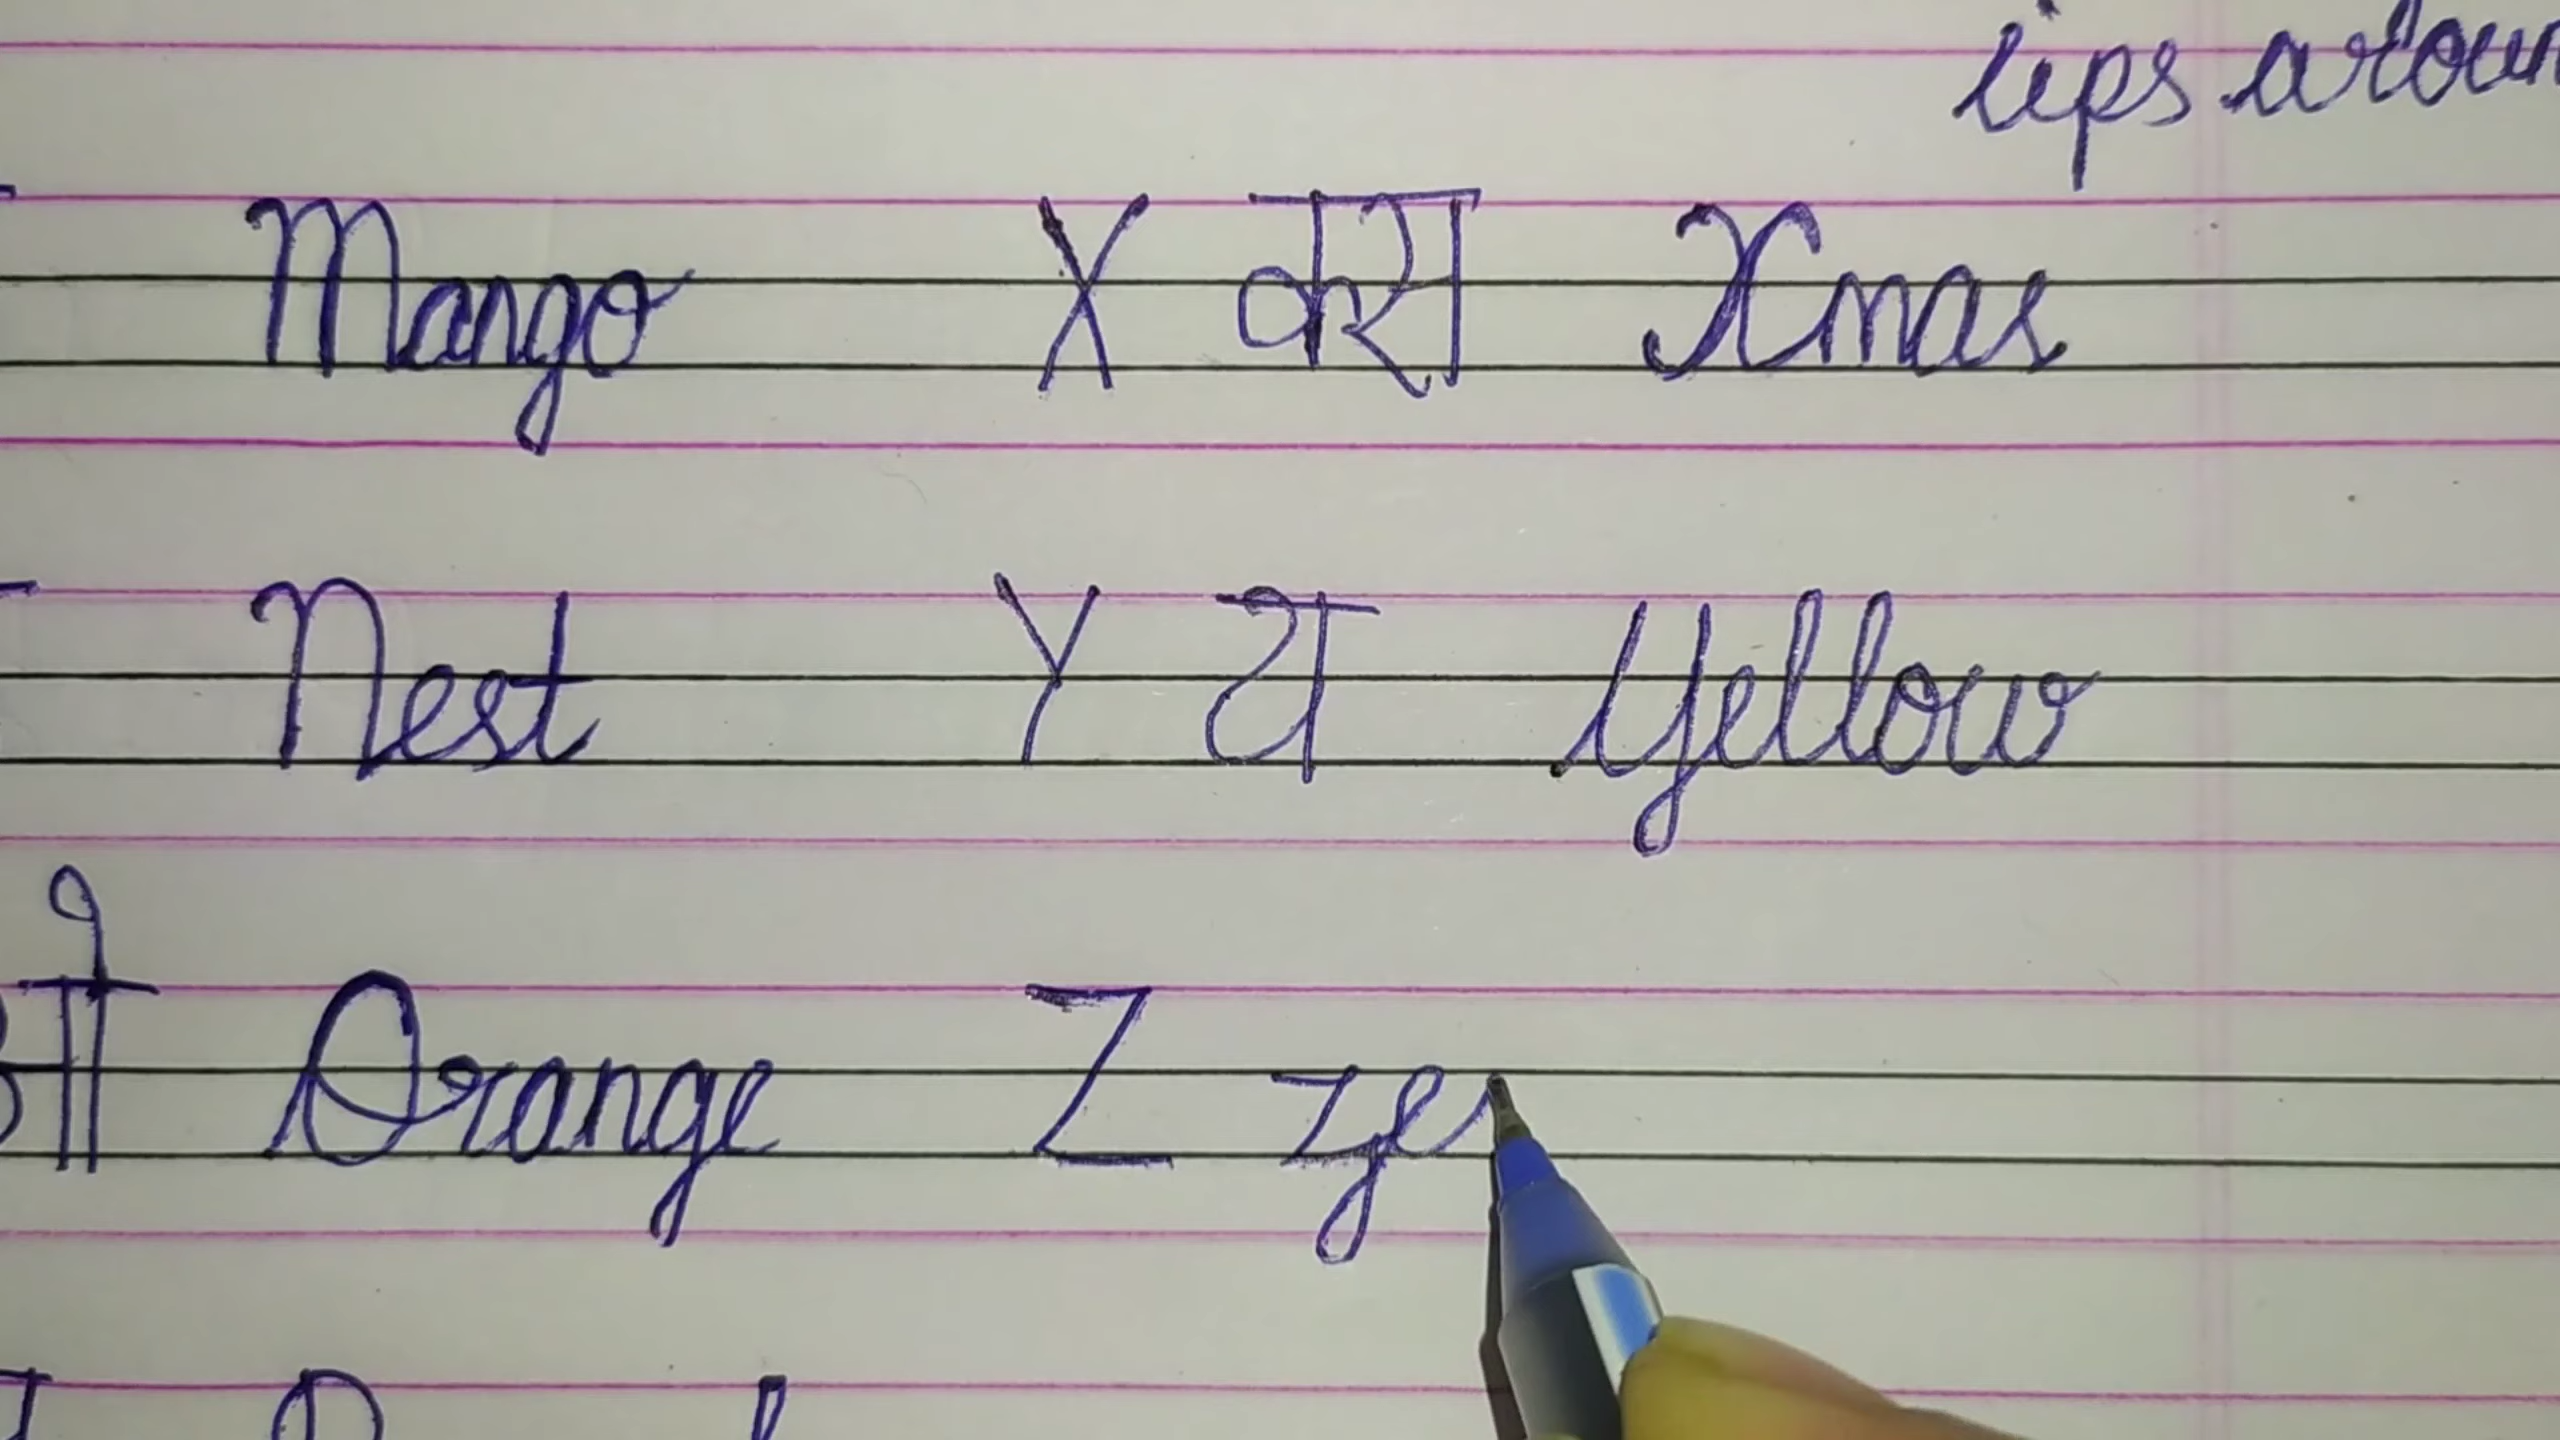 lips aroun
Mango X क्स Xmas
Nest Y य Yellow
ओ Orange Z ze